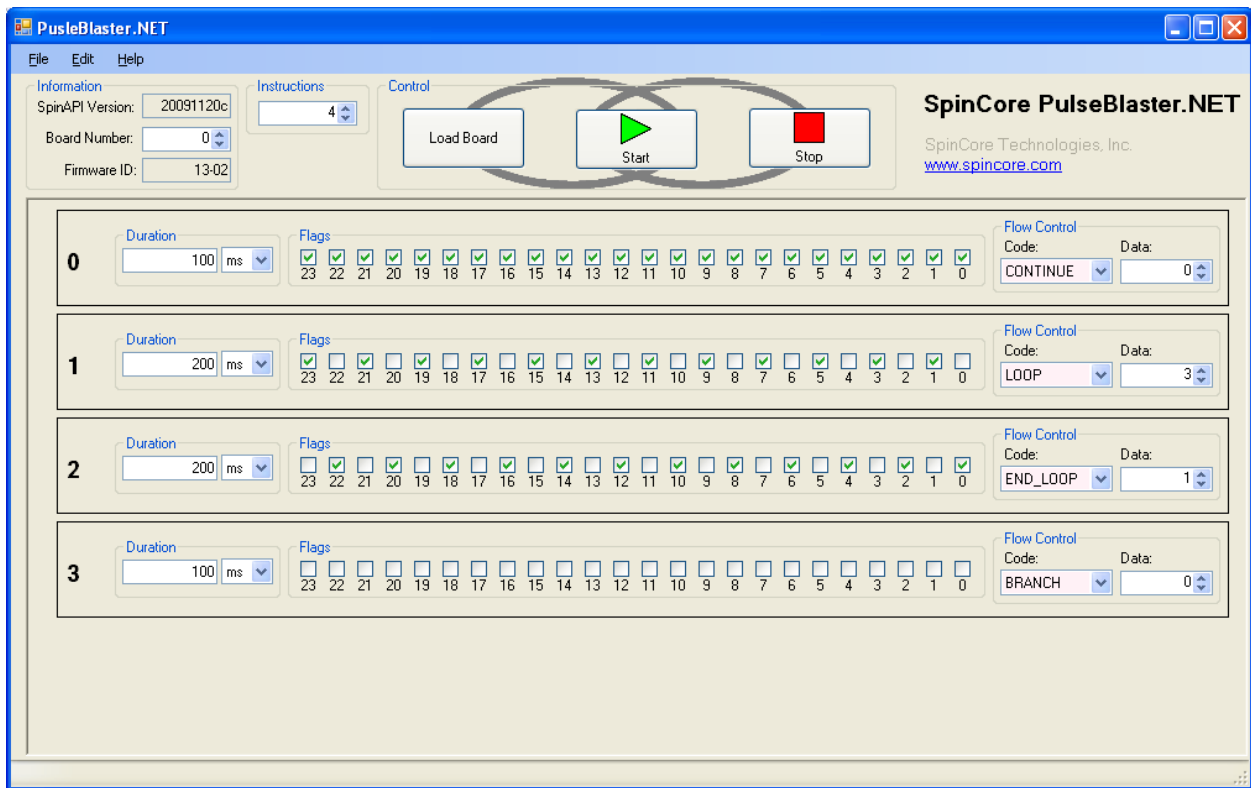 PusleBlaster.NET
File Edit Help
Information
SpinAPI Version: 20091120c
Board Number: 0
Firmware ID: 13-02
Instructions
4
Control
Load Board
Start
Stop
SpinCore PulseBlaster.NET
SpinCore Technologies, Inc.
www.spincore.com
0
Duration
100 ms
Flags
23 22 21 20 19 18 17 16 15 14 13 12 11 10 9 8 7 6 5 4 3 2 1 0
Flow Control
Code: Data:
CONTINUE 0
1
Duration
200 ms
Flags
23 22 21 20 19 18 17 16 15 14 13 12 11 10 9 8 7 6 5 4 3 2 1 0
Flow Control
Code: Data:
LOOP 3
2
Duration
200 ms
Flags
23 22 21 20 19 18 17 16 15 14 13 12 11 10 9 8 7 6 5 4 3 2 1 0
Flow Control
Code: Data:
END_LOOP 1
3
Duration
100 ms
Flags
23 22 21 20 19 18 17 16 15 14 13 12 11 10 9 8 7 6 5 4 3 2 1 0
Flow Control
Code: Data:
BRANCH 0